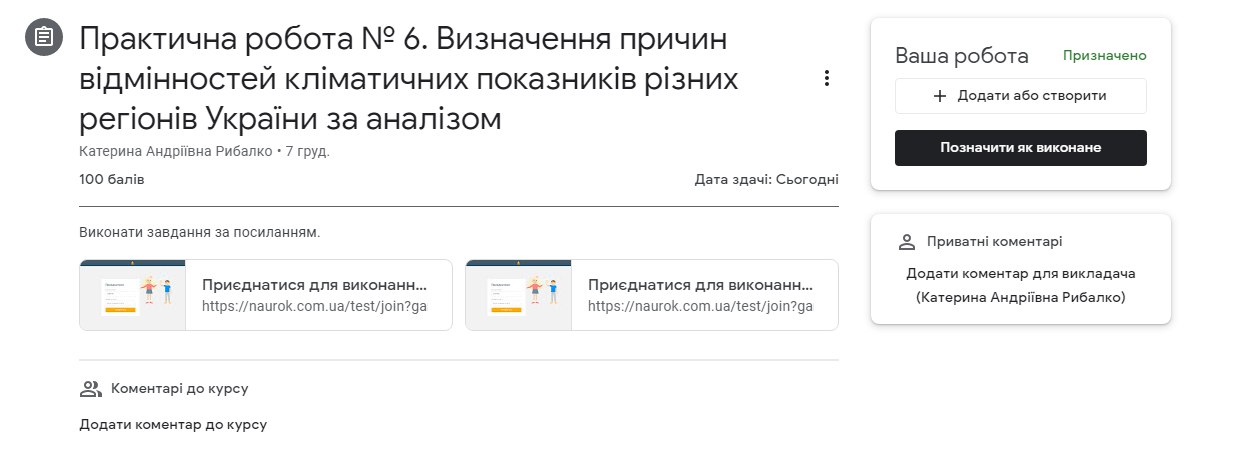 Практична робота № 6. Визначення причин
відмінностей кліматичних показників різних
регіонів України за аналізом
Катерина Андріївна Рибалко • 7 груд.
100 балів
Дата здачі: Сьогодні
Виконати завдання за посиланням.
Приєднатися для виконанн...
https://naurok.com.ua/test/join?ga
Приєднатися для виконанн...
https://naurok.com.ua/test/join?ga
Коментарі до курсу
Додати коментар до курсу
Ваша робота
Призначено
Додати або створити
Позначити як виконане
Приватні коментарі
Додати коментар для викладача
(Катерина Андріївна Рибалко)